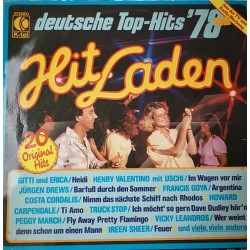 STEREO
K-tel
deutsche Top-Hits '78
Hit Laden
20
Original
Hits
GITTI und ERICA/Heidi · HENRY VALENTINO mit USCHI/Im Wagen vor mir
JÜRGEN DREWS/Barfuß durch den Sommer · FRANCIS GOYA/Argentina
COSTA CORDALIS/Nimm das nächste Schiff nach Rhodos · HOWARD
CARPENDALE/Ti Amo · TRUCK STOP/Ich möcht' so gern Dave Dudley hör'n
PEGGY MARCH/Fly Away Pretty Flamingo · VICKY LEANDROS/Wer weint
denn schon um einen Mann · IREEN SHEER/Feuer und viele, viele andere